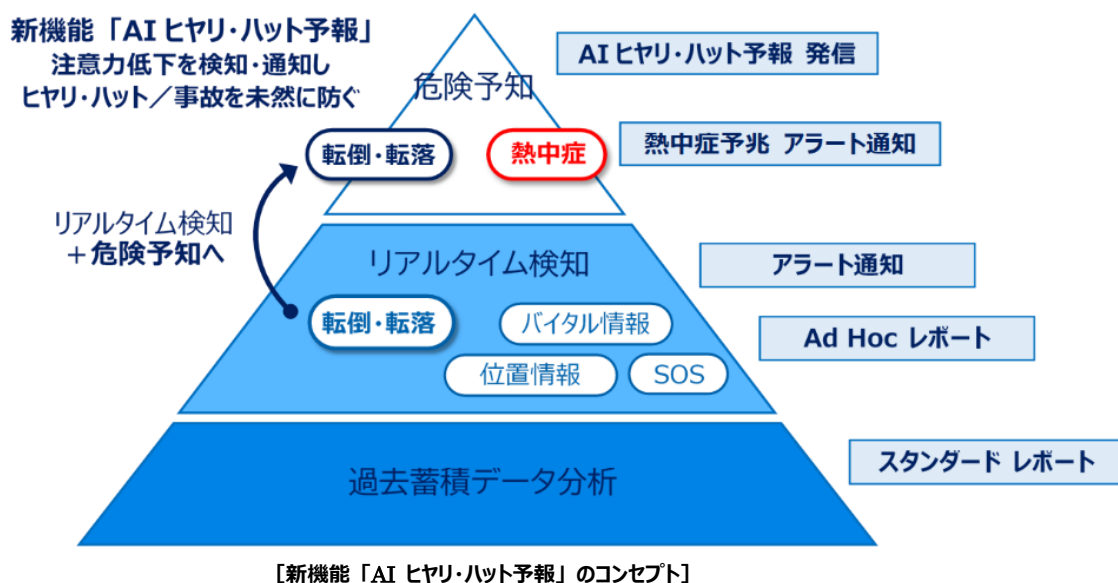 新機能「AI ヒヤリ・ハット予報」
注意力低下を検知・通知し
ヒヤリ・ハット／事故を未然に防ぐ
危険予知
AI ヒヤリ・ハット予報 発信
転倒・転落
熱中症
熱中症予兆 アラート通知
リアルタイム検知
＋危険予知へ
リアルタイム検知
アラート通知
転倒・転落
バイタル情報
Ad Hoc レポート
位置情報
SOS
過去蓄積データ分析
スタンダード レポート
[新機能「AI ヒヤリ・ハット予報」のコンセプト]